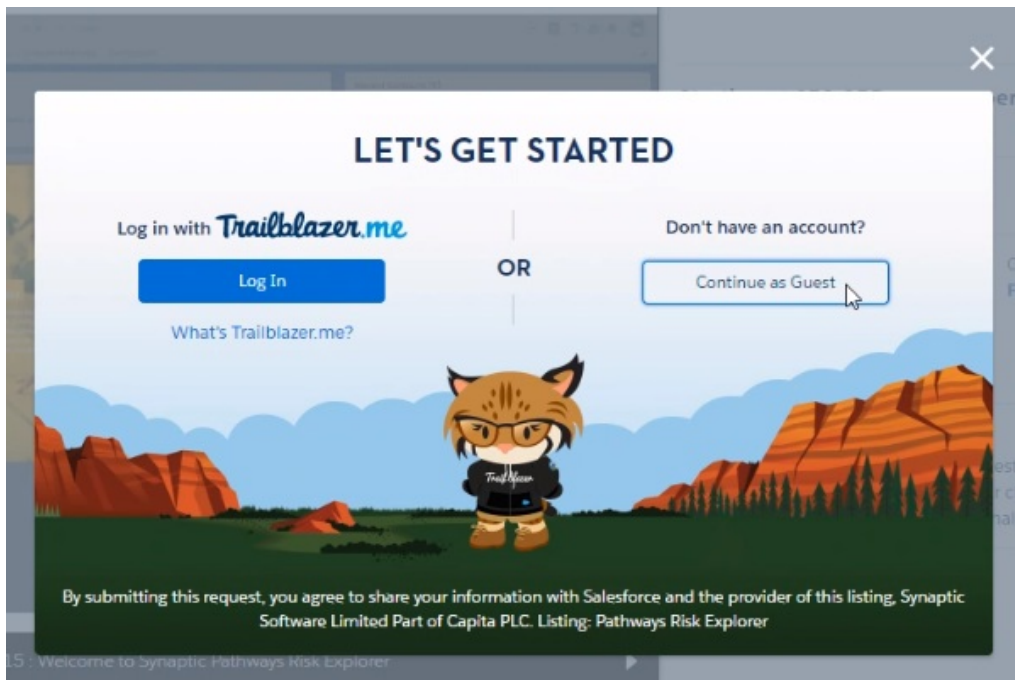 LET'S GET STARTED
Log in with Trailblazer.me
Log In
What's Trailblazer.me?
OR
Don't have an account?
Continue as Guest
Trailblazer
By submitting this request, you agree to share your information with Salesforce and the provider of this listing, Synaptic
Software Limited Part of Capita PLC. Listing: Pathways Risk Explorer
15 : Welcome to Synaptic Pathways Risk Explorer